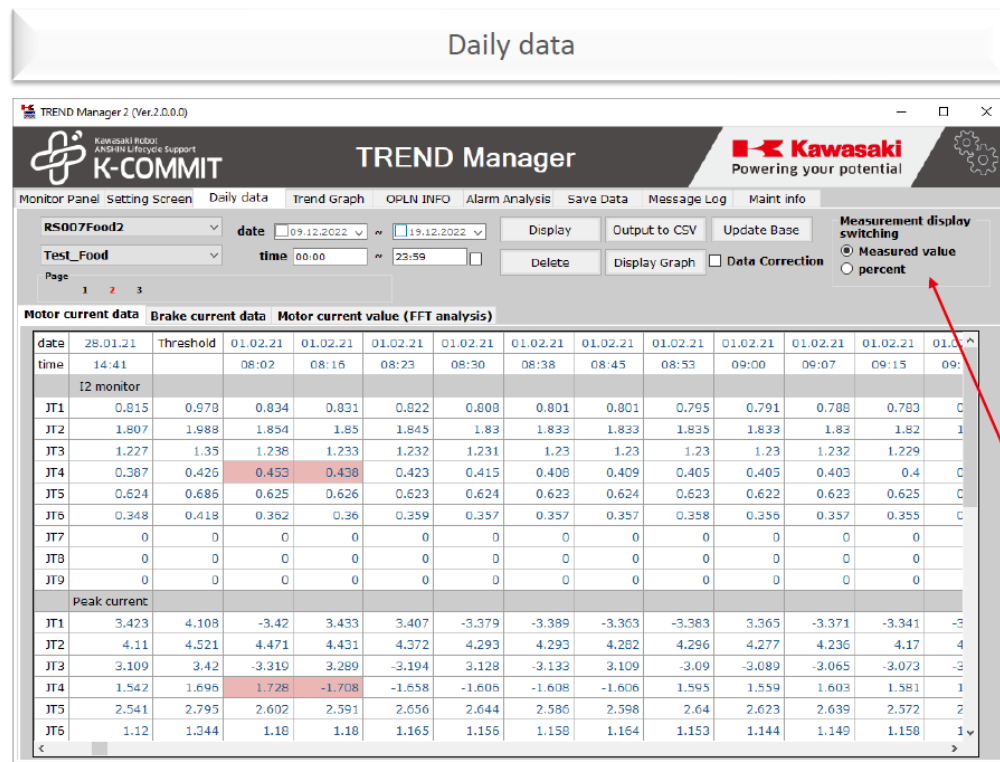 Daily data
TREND Manager 2 (Ver.2.0.0.0)
Kawasaki Robot
ANSHIN Lifecycle Support
K-COMMIT
TREND Manager
Kawasaki
Powering your potential
Monitor Panel Setting Screen Daily data Trend Graph OPLN INFO Alarm Analysis Save Data Message Log Maint info
RS007Food2 date 09.12.2022 ~ 19.12.2022 Display Output to CSV Update Base Measurement display
switching
Test_Food time 00:00 ~ 23:59 Delete Display Graph Data Correction Measured value
percent
Page
1 2 3
Motor current data Brake current data Motor current value (FFT analysis)
date 28.01.21 Threshold 01.02.21 01.02.21 01.02.21 01.02.21 01.02.21 01.02.21 01.02.21 01.02.21 01.02.21 01.02.21
time 14:41 08:02 08:16 08:23 08:30 08:38 08:45 08:53 09:00 09:07 09:15
I2 monitor
JT1 0.815 0.978 0.834 0.831 0.822 0.808 0.801 0.801 0.795 0.791 0.788 0.783
JT2 1.807 1.988 1.854 1.85 1.845 1.83 1.833 1.833 1.835 1.833 1.83 1.82
JT3 1.227 1.35 1.238 1.233 1.232 1.231 1.23 1.23 1.23 1.23 1.232 1.229
JT4 0.387 0.426 0.453 0.438 0.423 0.415 0.408 0.409 0.405 0.405 0.403 0.4
JT5 0.624 0.686 0.625 0.626 0.623 0.624 0.623 0.624 0.623 0.622 0.623 0.625
JT6 0.348 0.418 0.362 0.36 0.359 0.357 0.357 0.357 0.358 0.356 0.357 0.355
JT7 0 0 0 0 0 0 0 0 0 0 0 0
JT8 0 0 0 0 0 0 0 0 0 0 0 0
JT9 0 0 0 0 0 0 0 0 0 0 0 0
Peak current
JT1 3.423 4.108 -3.42 3.433 3.407 -3.379 -3.389 -3.363 -3.383 3.365 -3.371 -3.341
JT2 4.11 4.521 4.471 4.431 4.372 4.293 4.293 4.282 4.296 4.277 4.236 4.17
JT3 3.109 3.42 -3.319 3.289 -3.194 3.128 -3.133 3.109 -3.09 -3.089 -3.065 -3.073
JT4 1.542 1.696 1.728 -1.708 -1.658 -1.606 -1.608 -1.606 1.595 1.559 1.603 1.581
JT5 2.541 2.795 2.602 2.591 2.656 2.644 2.586 2.598 2.64 2.623 2.639 2.572
JT6 1.12 1.344 1.18 1.18 1.165 1.156 1.158 1.164 1.153 1.144 1.149 1.158